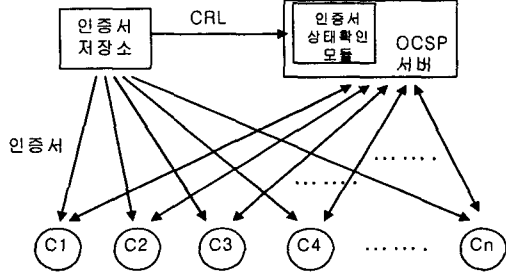 인증서
저장소
CRL
인증서
상태확인
모듈
OCSP
서버
인증서
........
........
C1
C2
C3
C4
........
Cn